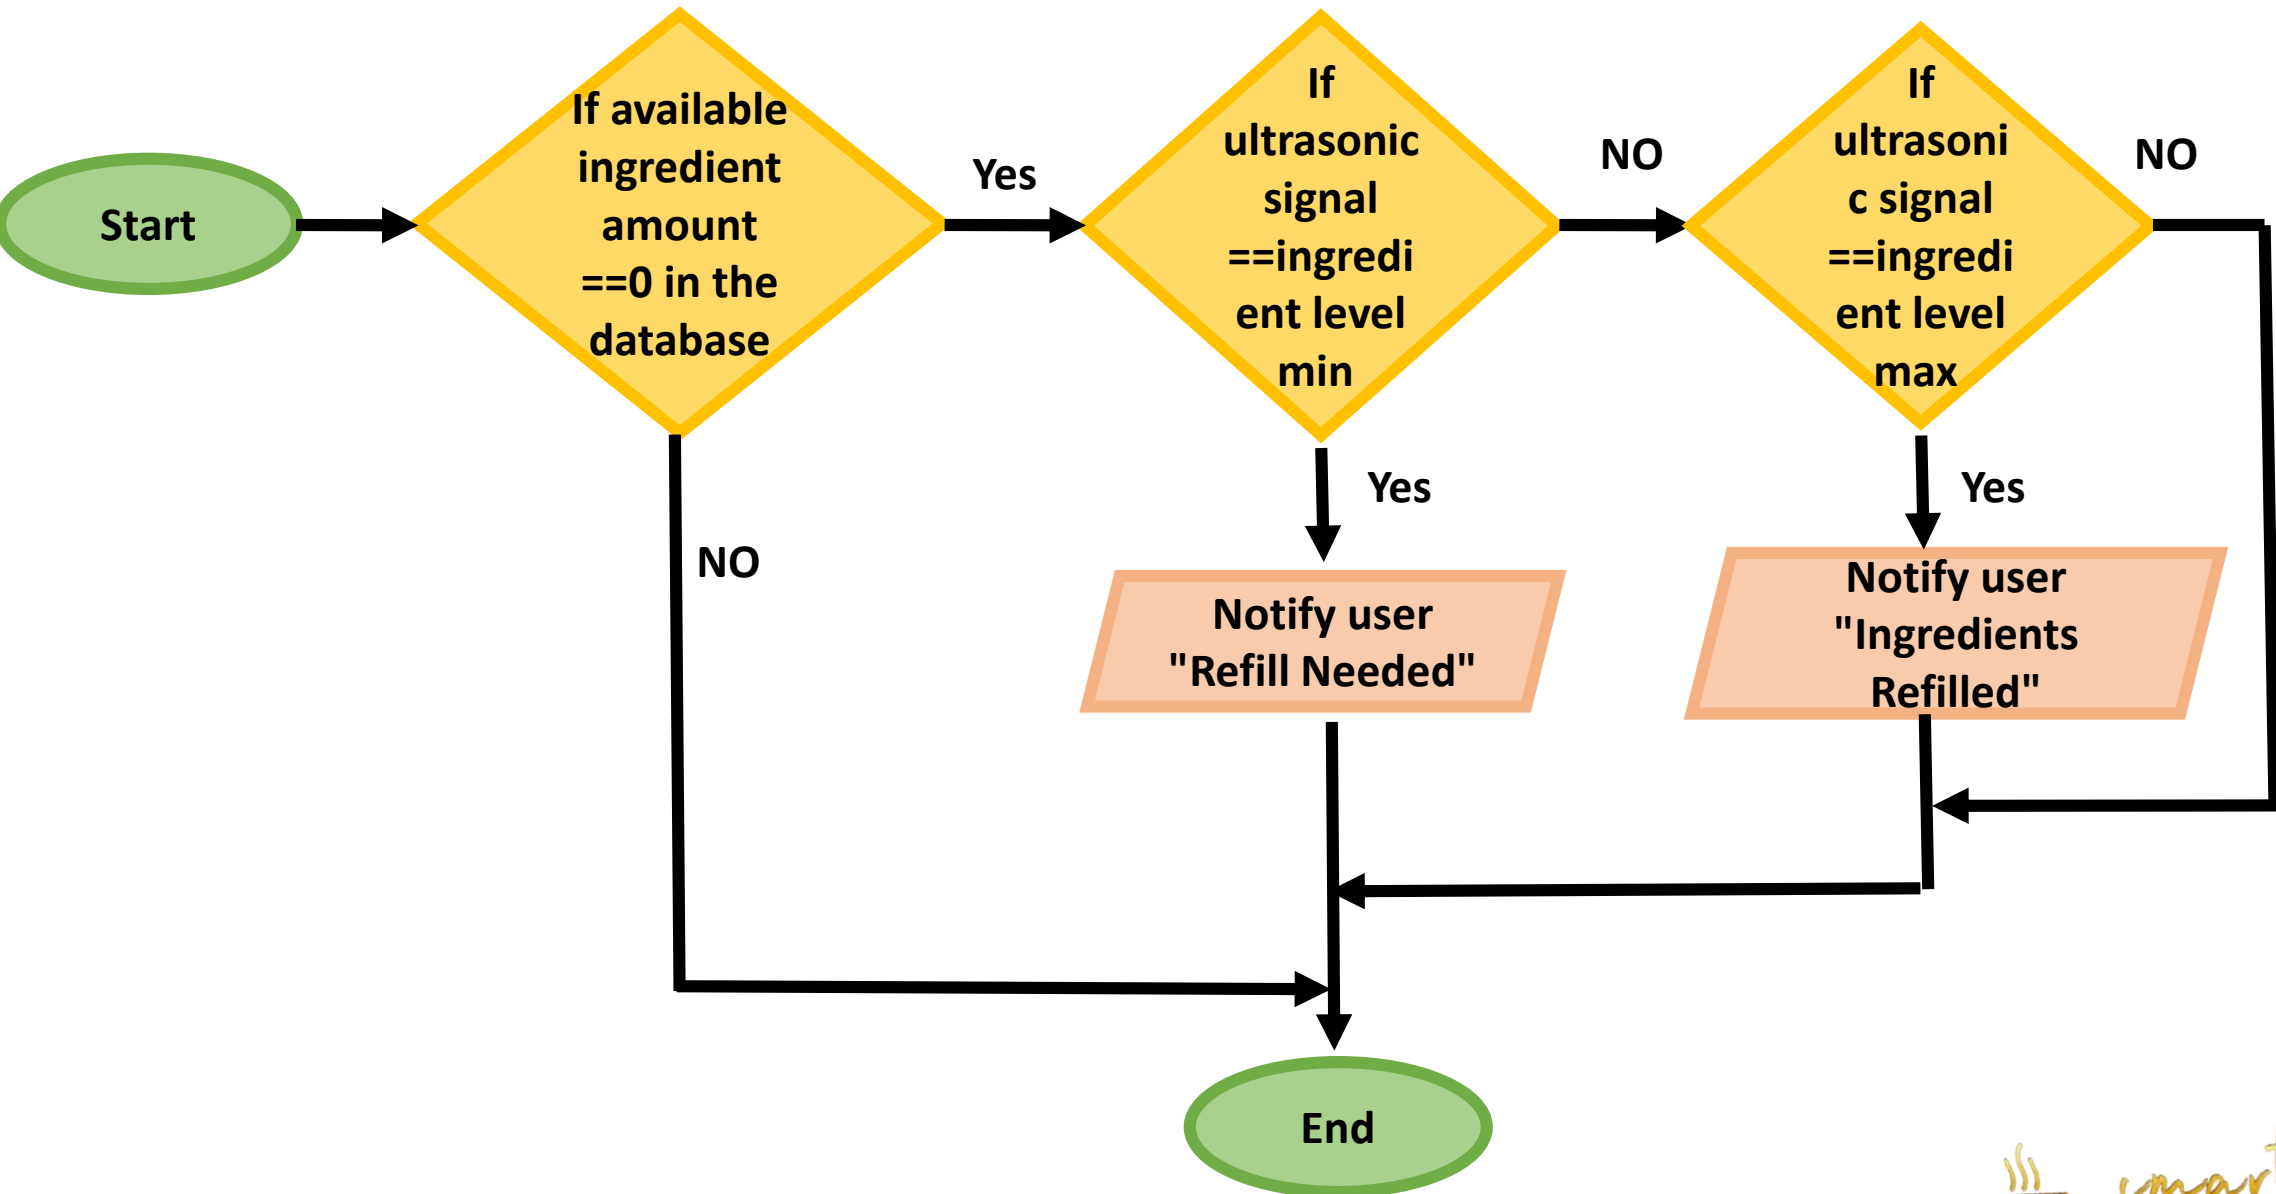 Start
If available
ingredient
amount
==0 in the
database
Yes
If
ultrasonic
signal
==ingredi
ent level
min
NO
If
ultrasoni
c signal
==ingredi
ent level
max
NO
NO
Yes
Yes
Notify user
"Refill Needed"
Notify user
"Ingredients
Refilled"
End
smart